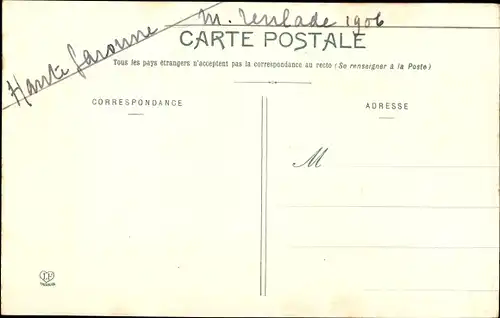 M. 1906
Haute Garonne
CARTE POSTALE
Tous les pays étrangers n'acceptent pas la correspondance au recto (Se renseigner à la Poste)
CORRESPONDANCE
ADRESSE
M